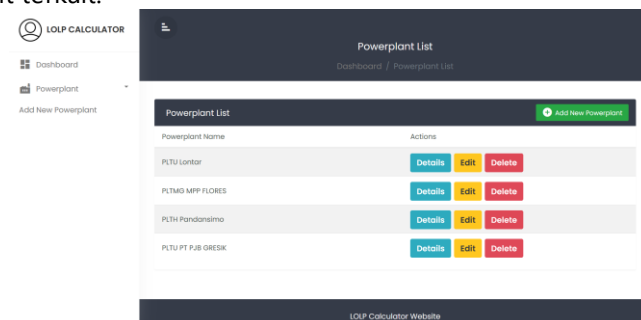 LOLP CALCULATOR
Dashboard
Powerplant
Add New Powerplant
Powerplant List
Dashboard / Powerplant List
Powerplant List
Add New Powerplant
Powerplant Name Actions
PLTU Lontar Details Edit Delete
PLTMG MPP FLORES Details Edit Delete
PLTH Pandansimo Details Edit Delete
PLTU PT PJB GRESIK Details Edit Delete
LOLP Calculator Website